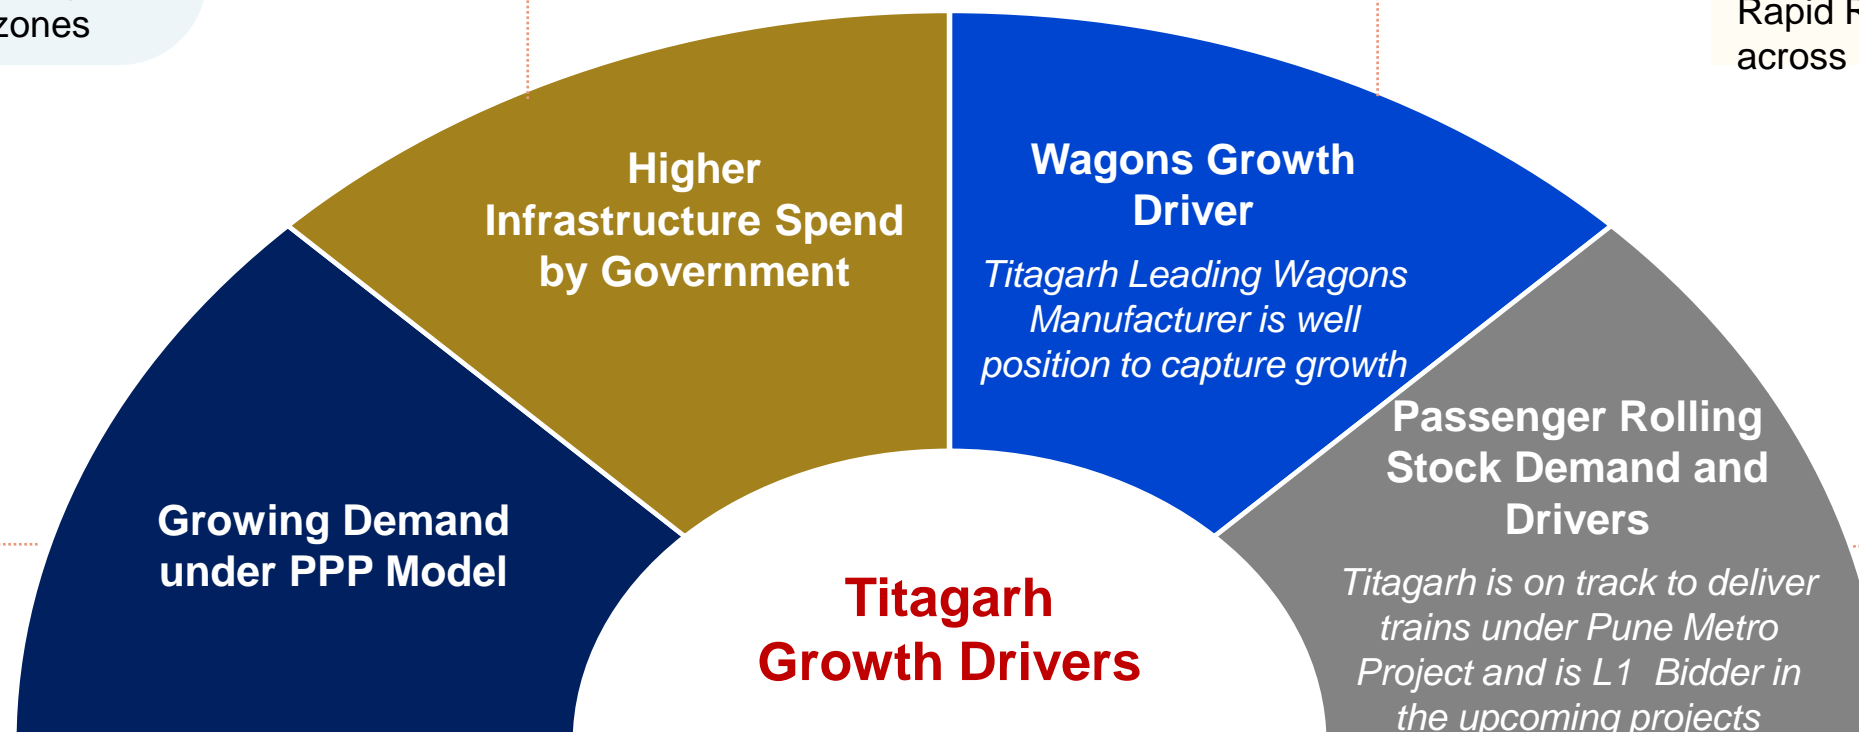 zones
Rapid
across
Higher
Infrastructure Spend
by Government
Wagons Growth
Driver
Titagarh Leading Wagons
Manufacturer is well
position to capture growth
Growing Demand
under PPP Model
Passenger Rolling
Stock Demand and
Drivers
Titagarh is on track to deliver
trains under Pune Metro
Project and is L1 Bidder in
the upcoming projects
Titagarh
Growth Drivers